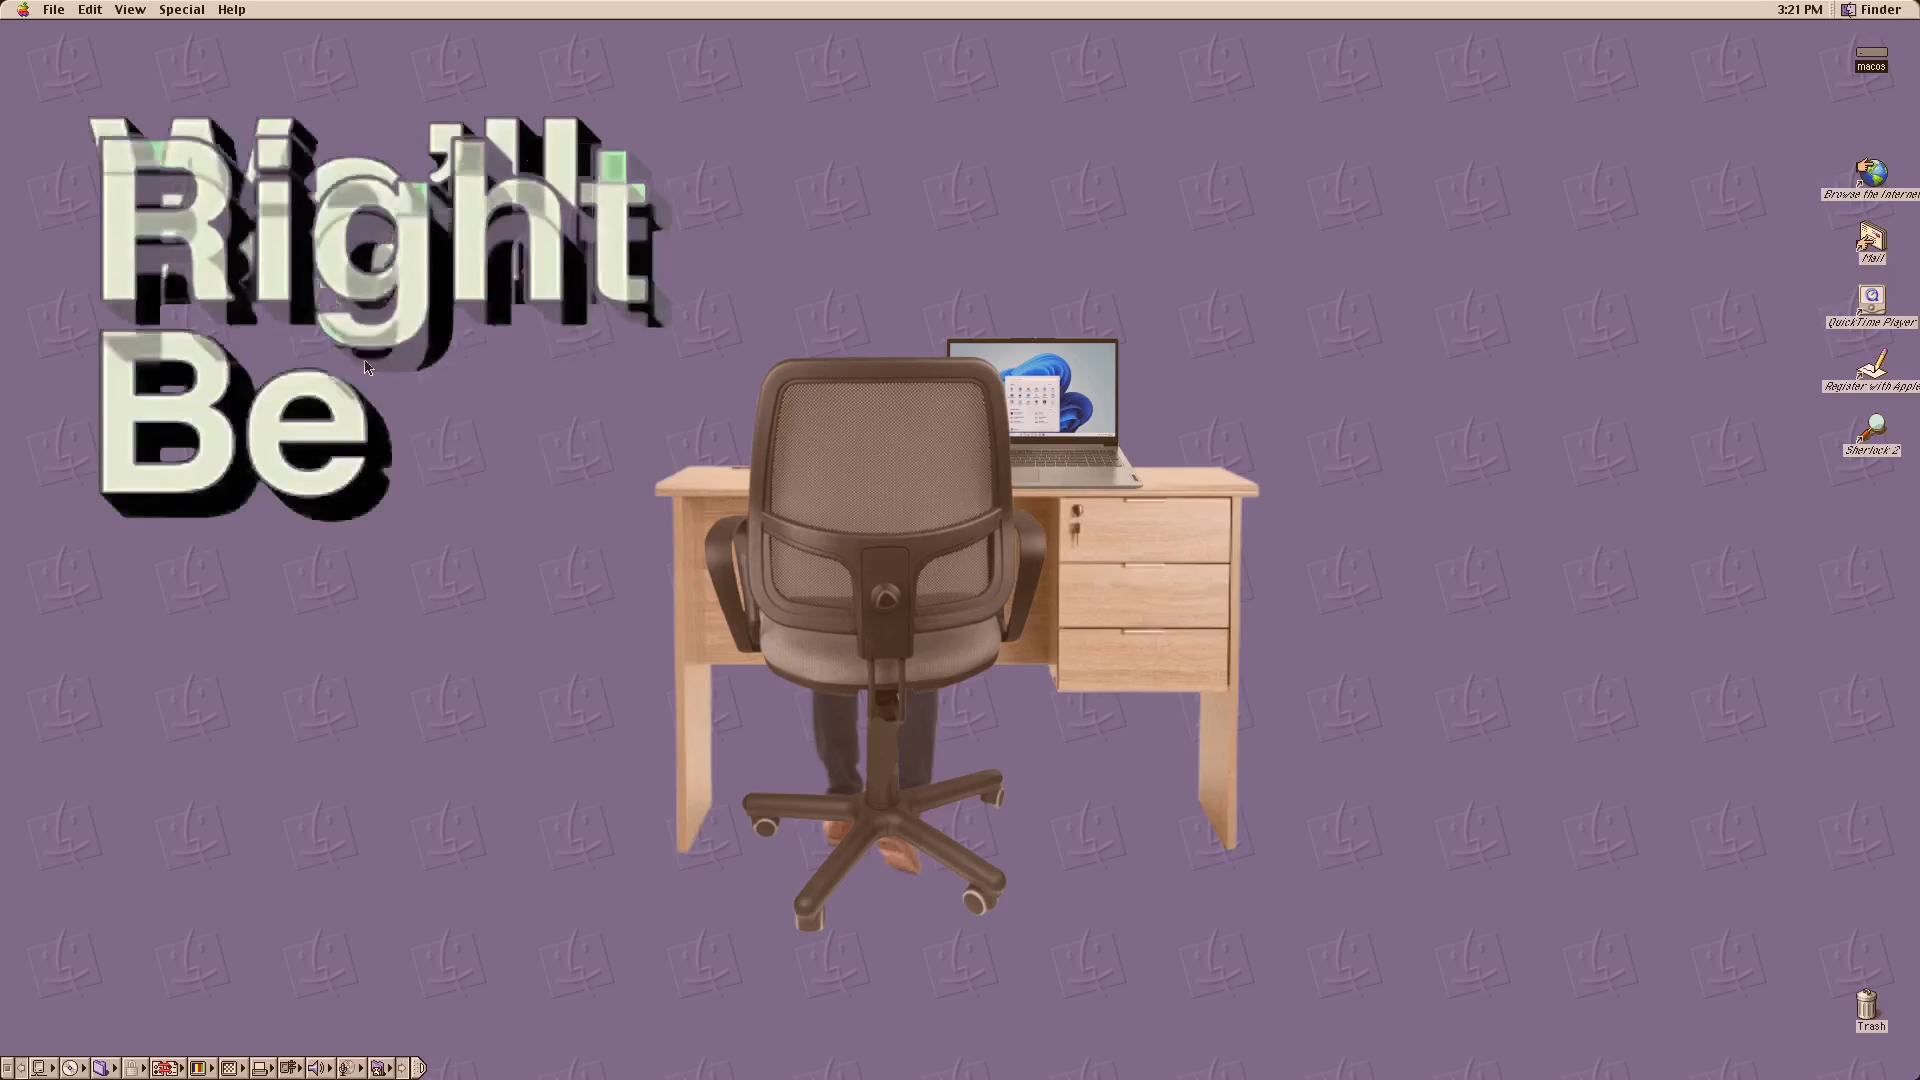 File Edit View Special Help
3:21 PM Finder
macos
Right
Browse the Internet
Mail
QuickTime Player
Be
Register with Apple
Sherlock 2
Trash